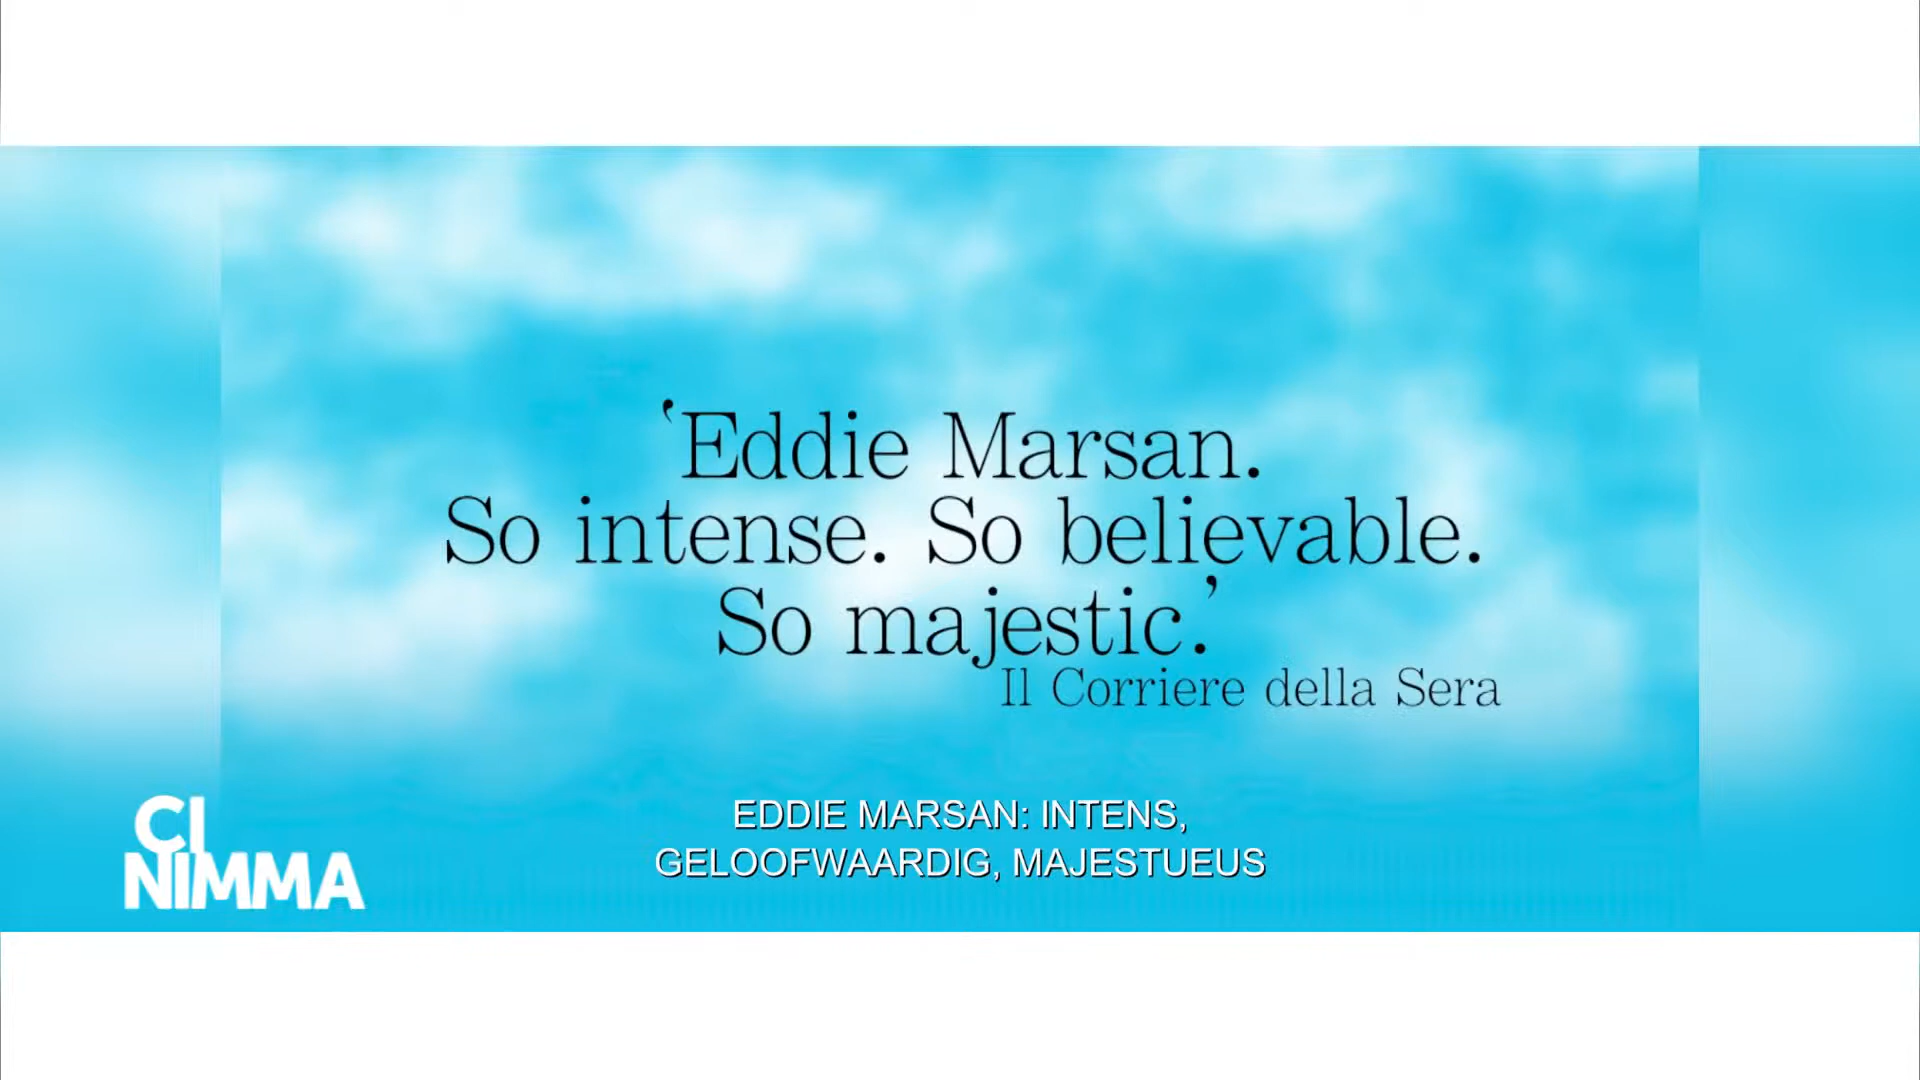 ‘Eddie Marsan.
So intense. So believable.
So majestic.’
Il Corriere della Sera
CI
NIMMA
EDDIE MARSAN: INTENS,
GELOOFWAARDIG, MAJESTUEUS